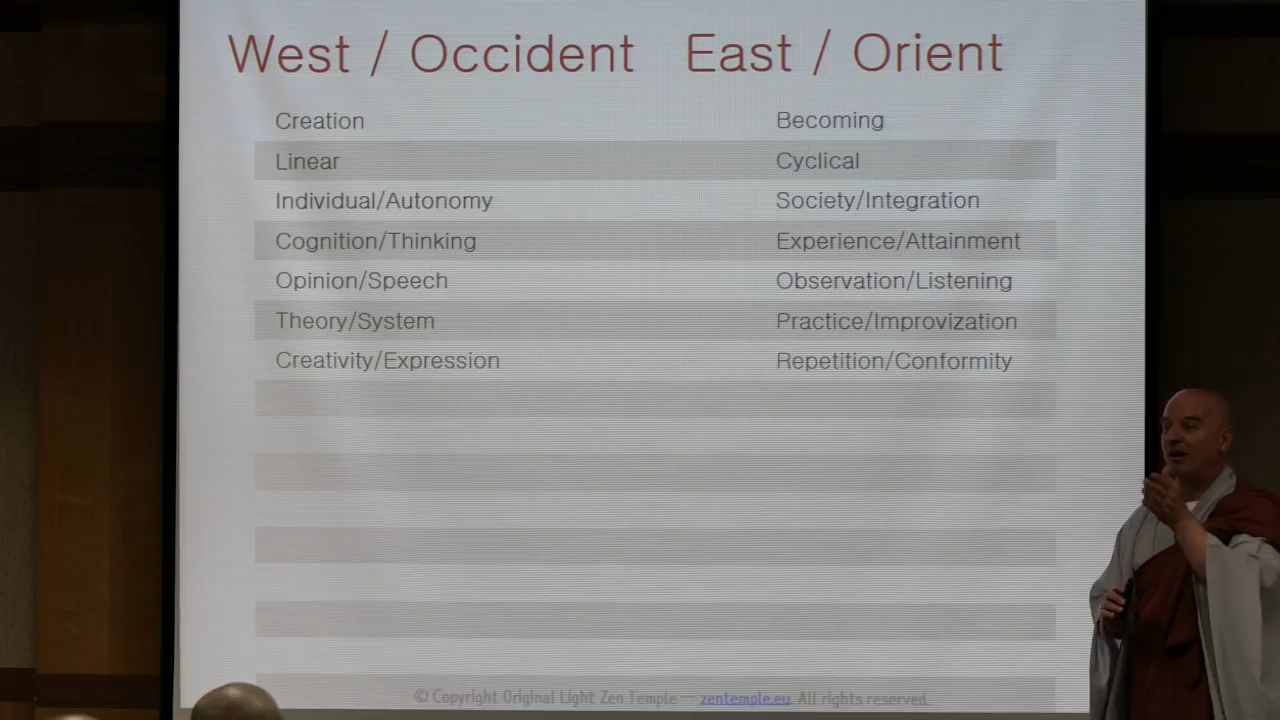 West / Occident East / Orient
Creation Becoming
Linear Cyclical
Individual/Autonomy Society/Integration
Cognition/Thinking Experience/Attainment
Opinion/Speech Observation/Listening
Theory/System Practice/Improvization
Creativity/Expression Repetition/Conformity
© Copyright Original Light Zen Temple — zentemple.eu. All rights reserved.